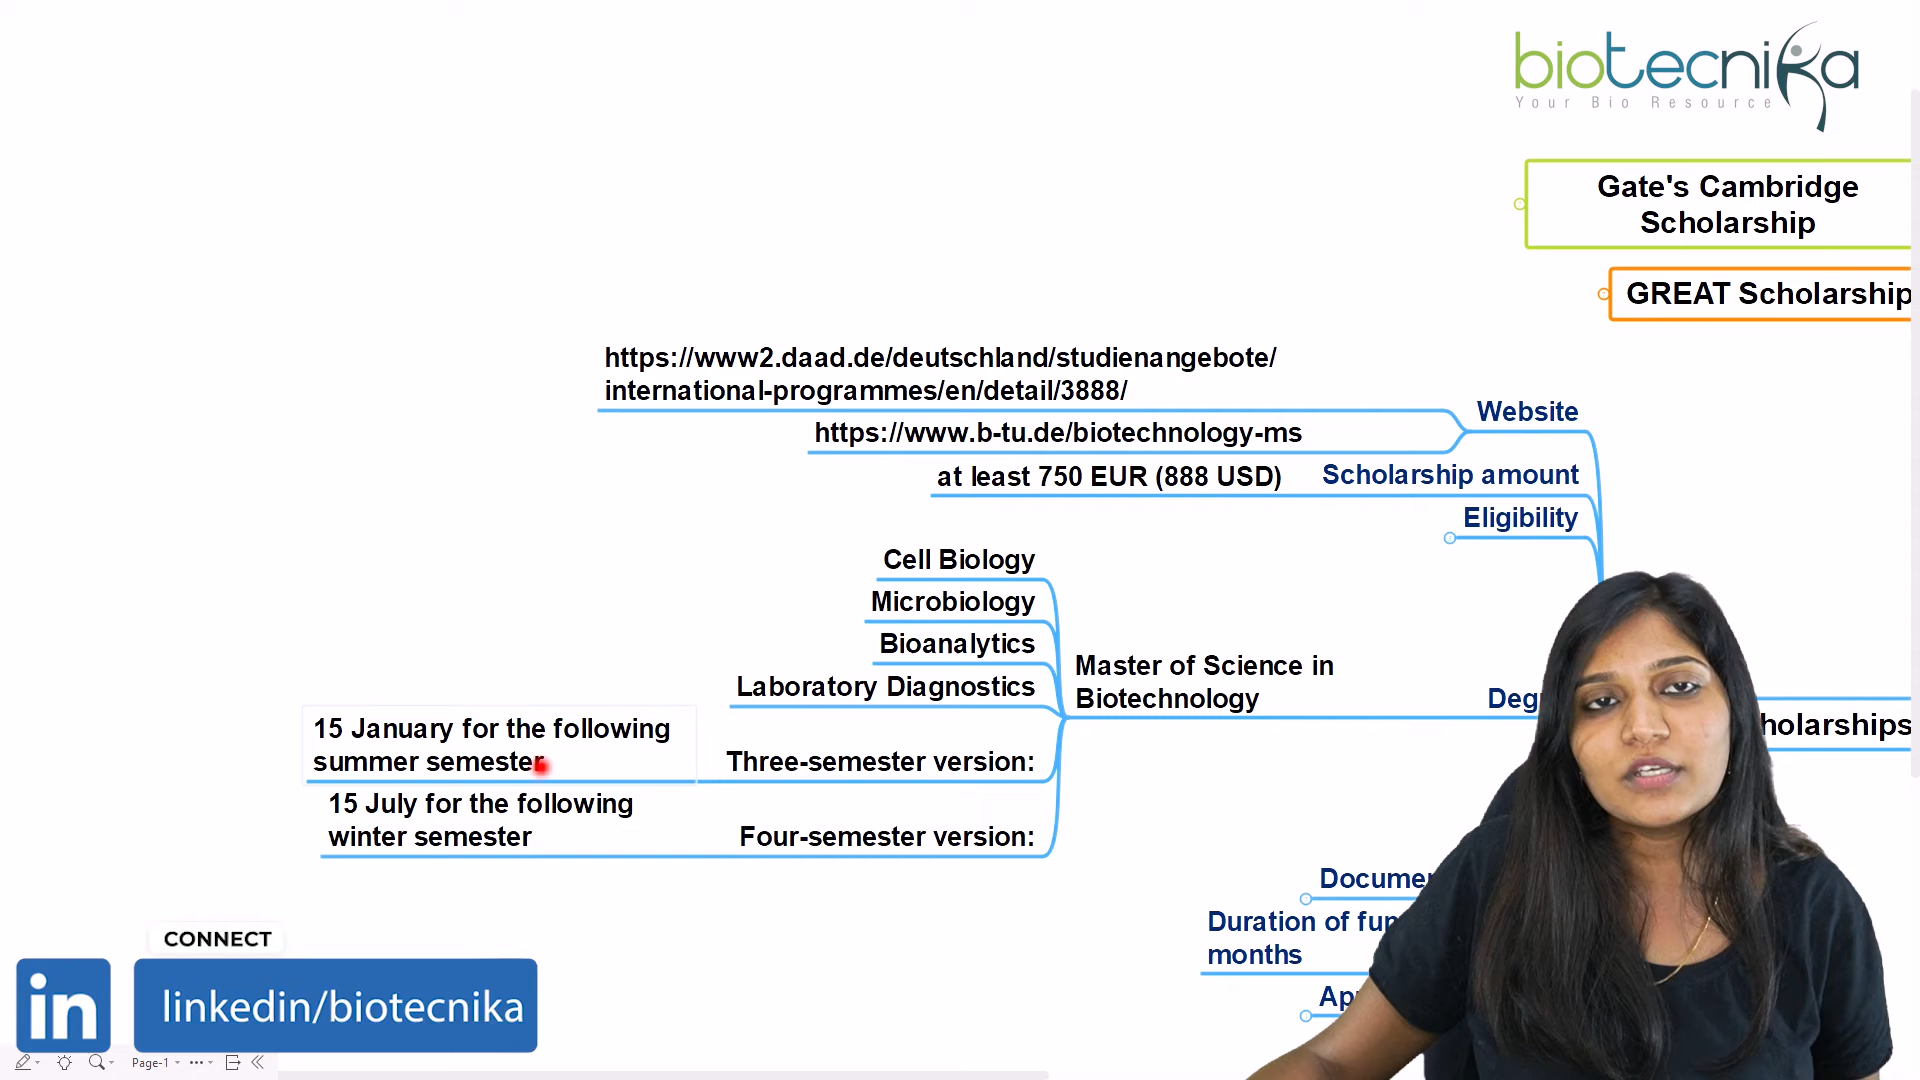 biotecnika
Your Bio Resource
Gate's Cambridge
Scholarship
GREAT Scholarship
https://www2.daad.de/deutschland/studienangebote/
international-programmes/en/detail/3888/
Website
https://www.b-tu.de/biotechnology-ms
at least 750 EUR (888 USD)
Scholarship amount
Eligibility
Cell Biology
Microbiology
Bioanalytics
Laboratory Diagnostics
Master of Science in
Biotechnology
15 January for the following
summer semester
Three-semester version:
15 July for the following
winter semester
Four-semester version:
Duration of
months
CONNECT
in
linkedin/biotecnika
Page-1